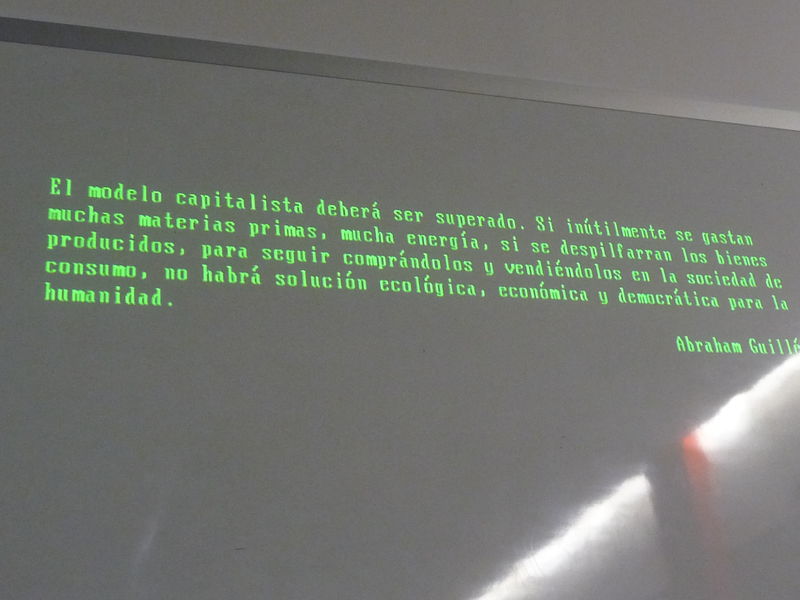 El modelo capitalista deberá ser superado. Si inútilmente se gastan
muchas materias primas, mucha energía, si se despilfarran los bienes
producidos, para seguir comprándolos y vendiéndolos en la sociedad de
consumo, no habrá solución ecológica, económica y democrática para la
humanidad.
Abraham